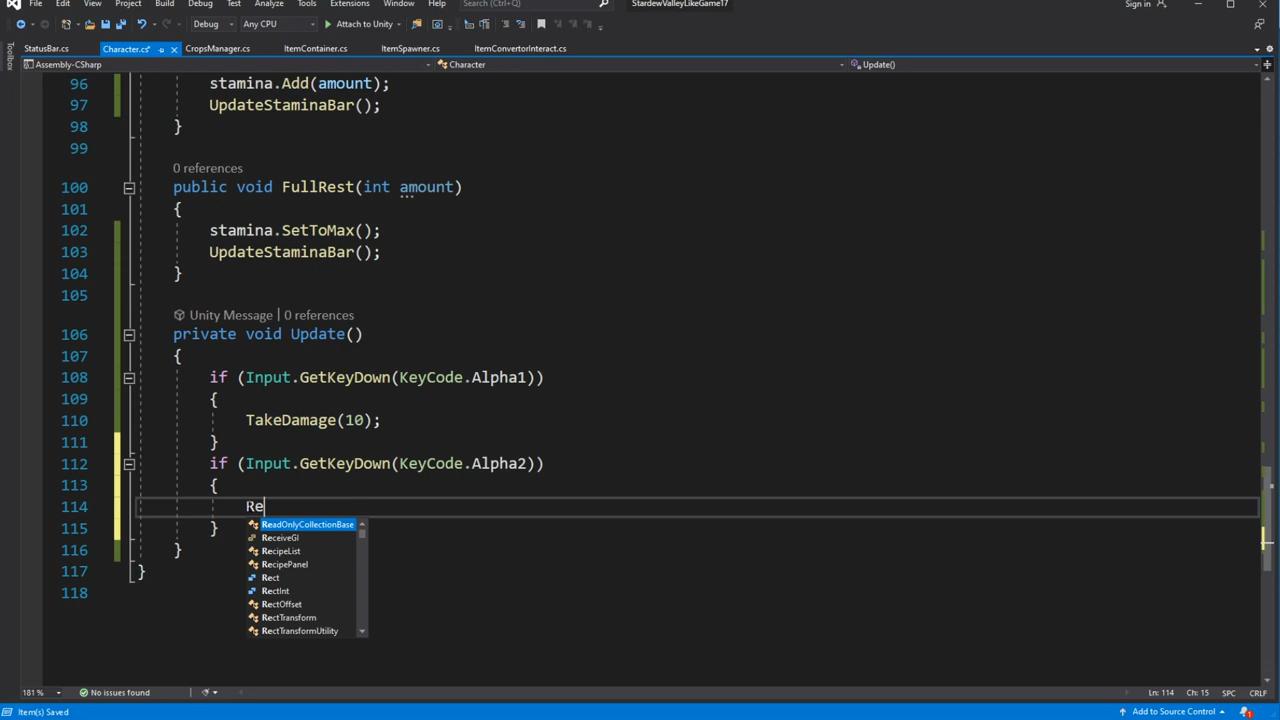 File Edit View Git Project Build Debug Test Analyze Tools Extensions Window Help Search (Ctrl+Q) StardewValleyLikeGame17 Sign in
Debug Any CPU Attach to Unity
StatusBar.cs Character.cs* CropsManager.cs ItemContainer.cs ItemSpawner.cs ItemConvertorInteract.cs
Toolbox
Assembly-CSharp Character Update()
96 stamina.Add(amount);
97 UpdateStaminaBar();
98 }
99
0 references
100 public void FullRest(int amount)
101 {
102 stamina.SetToMax();
103 UpdateStaminaBar();
104 }
105
Unity Message | 0 references
106 private void Update()
107 {
108 if (Input.GetKeyDown(KeyCode.Alpha1))
109 {
110 TakeDamage(10);
111 }
112 if (Input.GetKeyDown(KeyCode.Alpha2))
113 {
114 Re
ReadOnlyCollectionBase
115 }
ReceiveGI
116 }
RecipeList
RecipePanel
117 }
Rect
118
RectInt
RectOffset
RectTransform
RectTransformUtility
181 % No issues found Ln: 114 Ch: 15 SPC CRLF
Item(s) Saved Add to Source Control 1